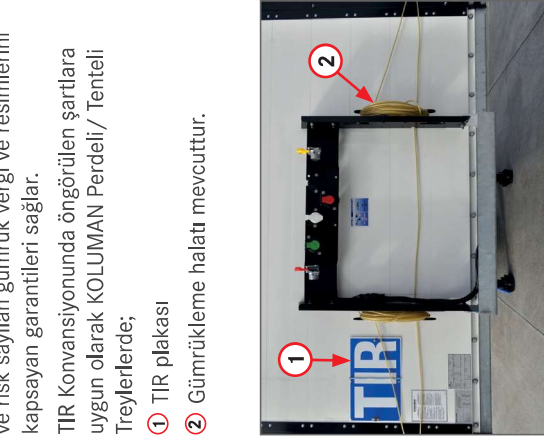 ve risk sayılan gümrük vergi ve resimlerini
kapsayan garantileri sağlar.
TIR Konvansiyonunda öngörülen şartlara
uygun olarak KOLUMAN Perdeli/ Tenteli
Treylerlerde;
1 TIR plakası
2 Gümrükleme halatı mevcuttur.
1
2
TIR